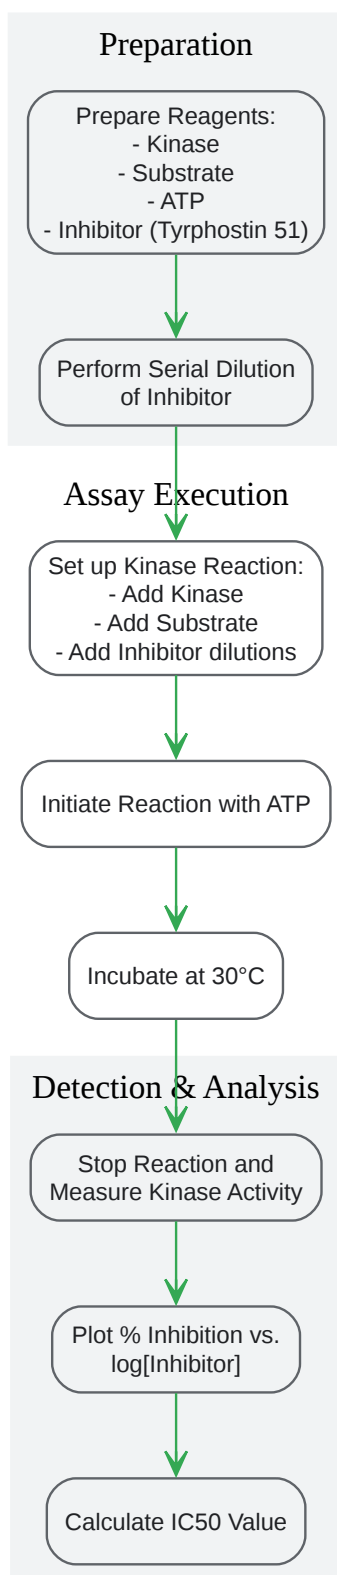 Preparation
Prepare Reagents:
- Kinase
- Substrate
- ATP
- Inhibitor (Tyrphostin 51)
Perform Serial Dilution
of Inhibitor
Assay Execution
Set up Kinase Reaction:
- Add Kinase
- Add Substrate
- Add Inhibitor dilutions
Initiate Reaction with ATP
Incubate at 30°C
Detection & Analysis
Stop Reaction and
Measure Kinase Activity
Plot % Inhibition vs.
log[Inhibitor]
Calculate IC50 Value